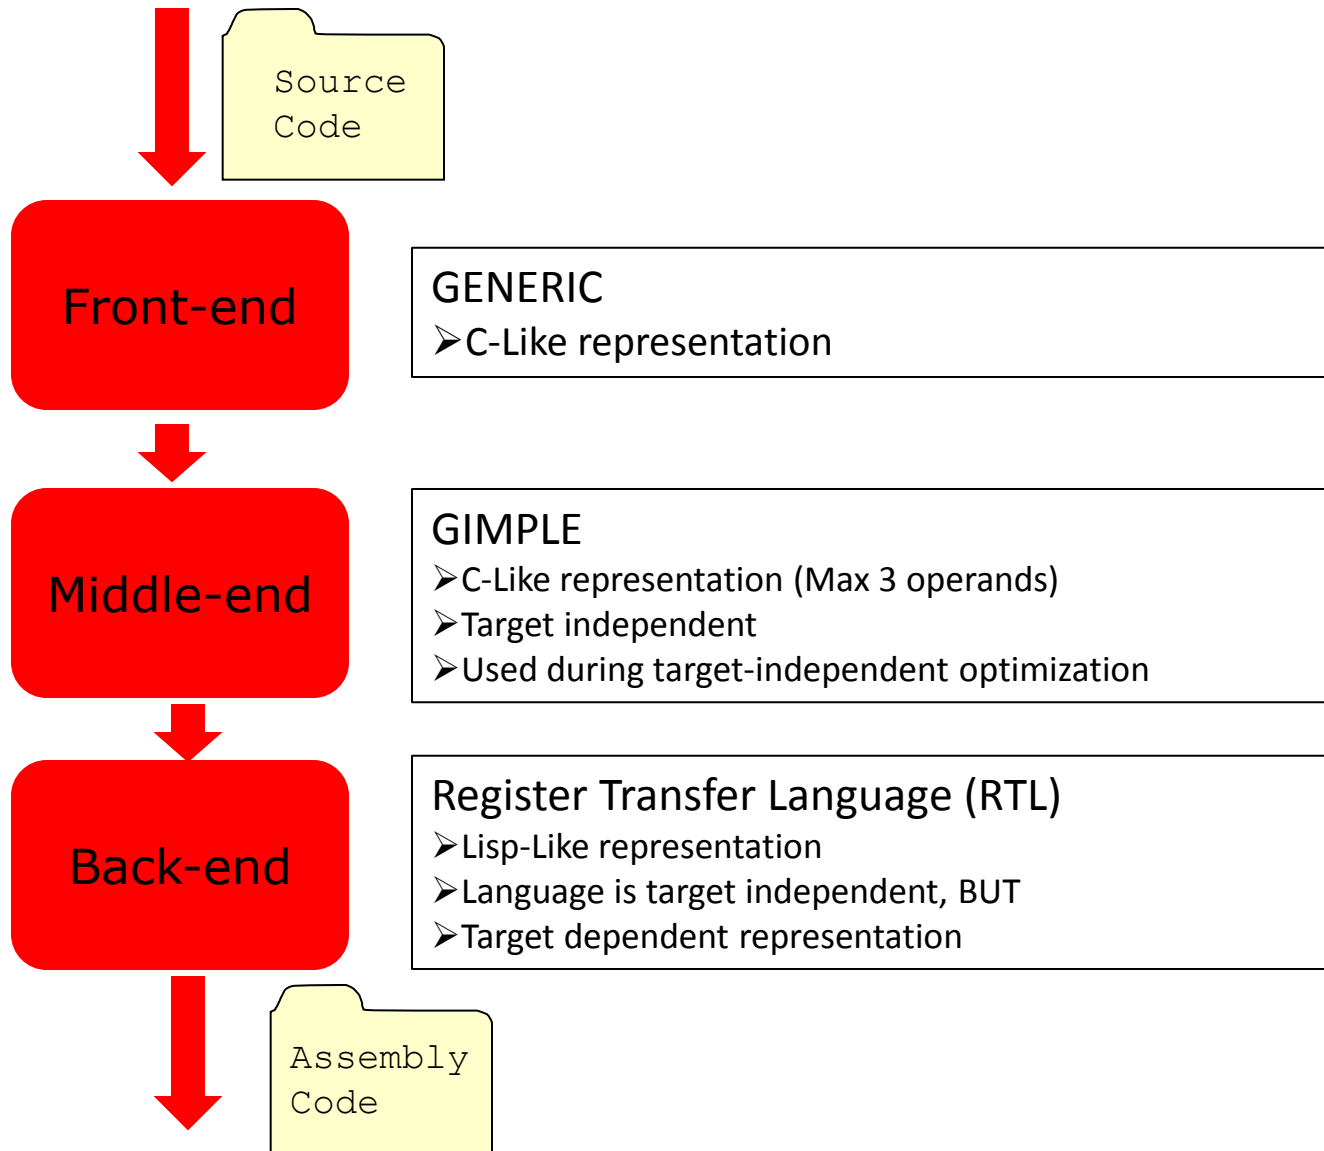 Source
Code
Front-end
GENERIC
➤C-Like representation
Middle-end
GIMPLE
➤C-Like representation (Max 3 operands)
➤Target independent
➤Used during target-independent optimization
Back-end
Register Transfer Language (RTL)
➤Lisp-Like representation
➤Language is target independent, BUT
➤Target dependent representation
Assembly
Code